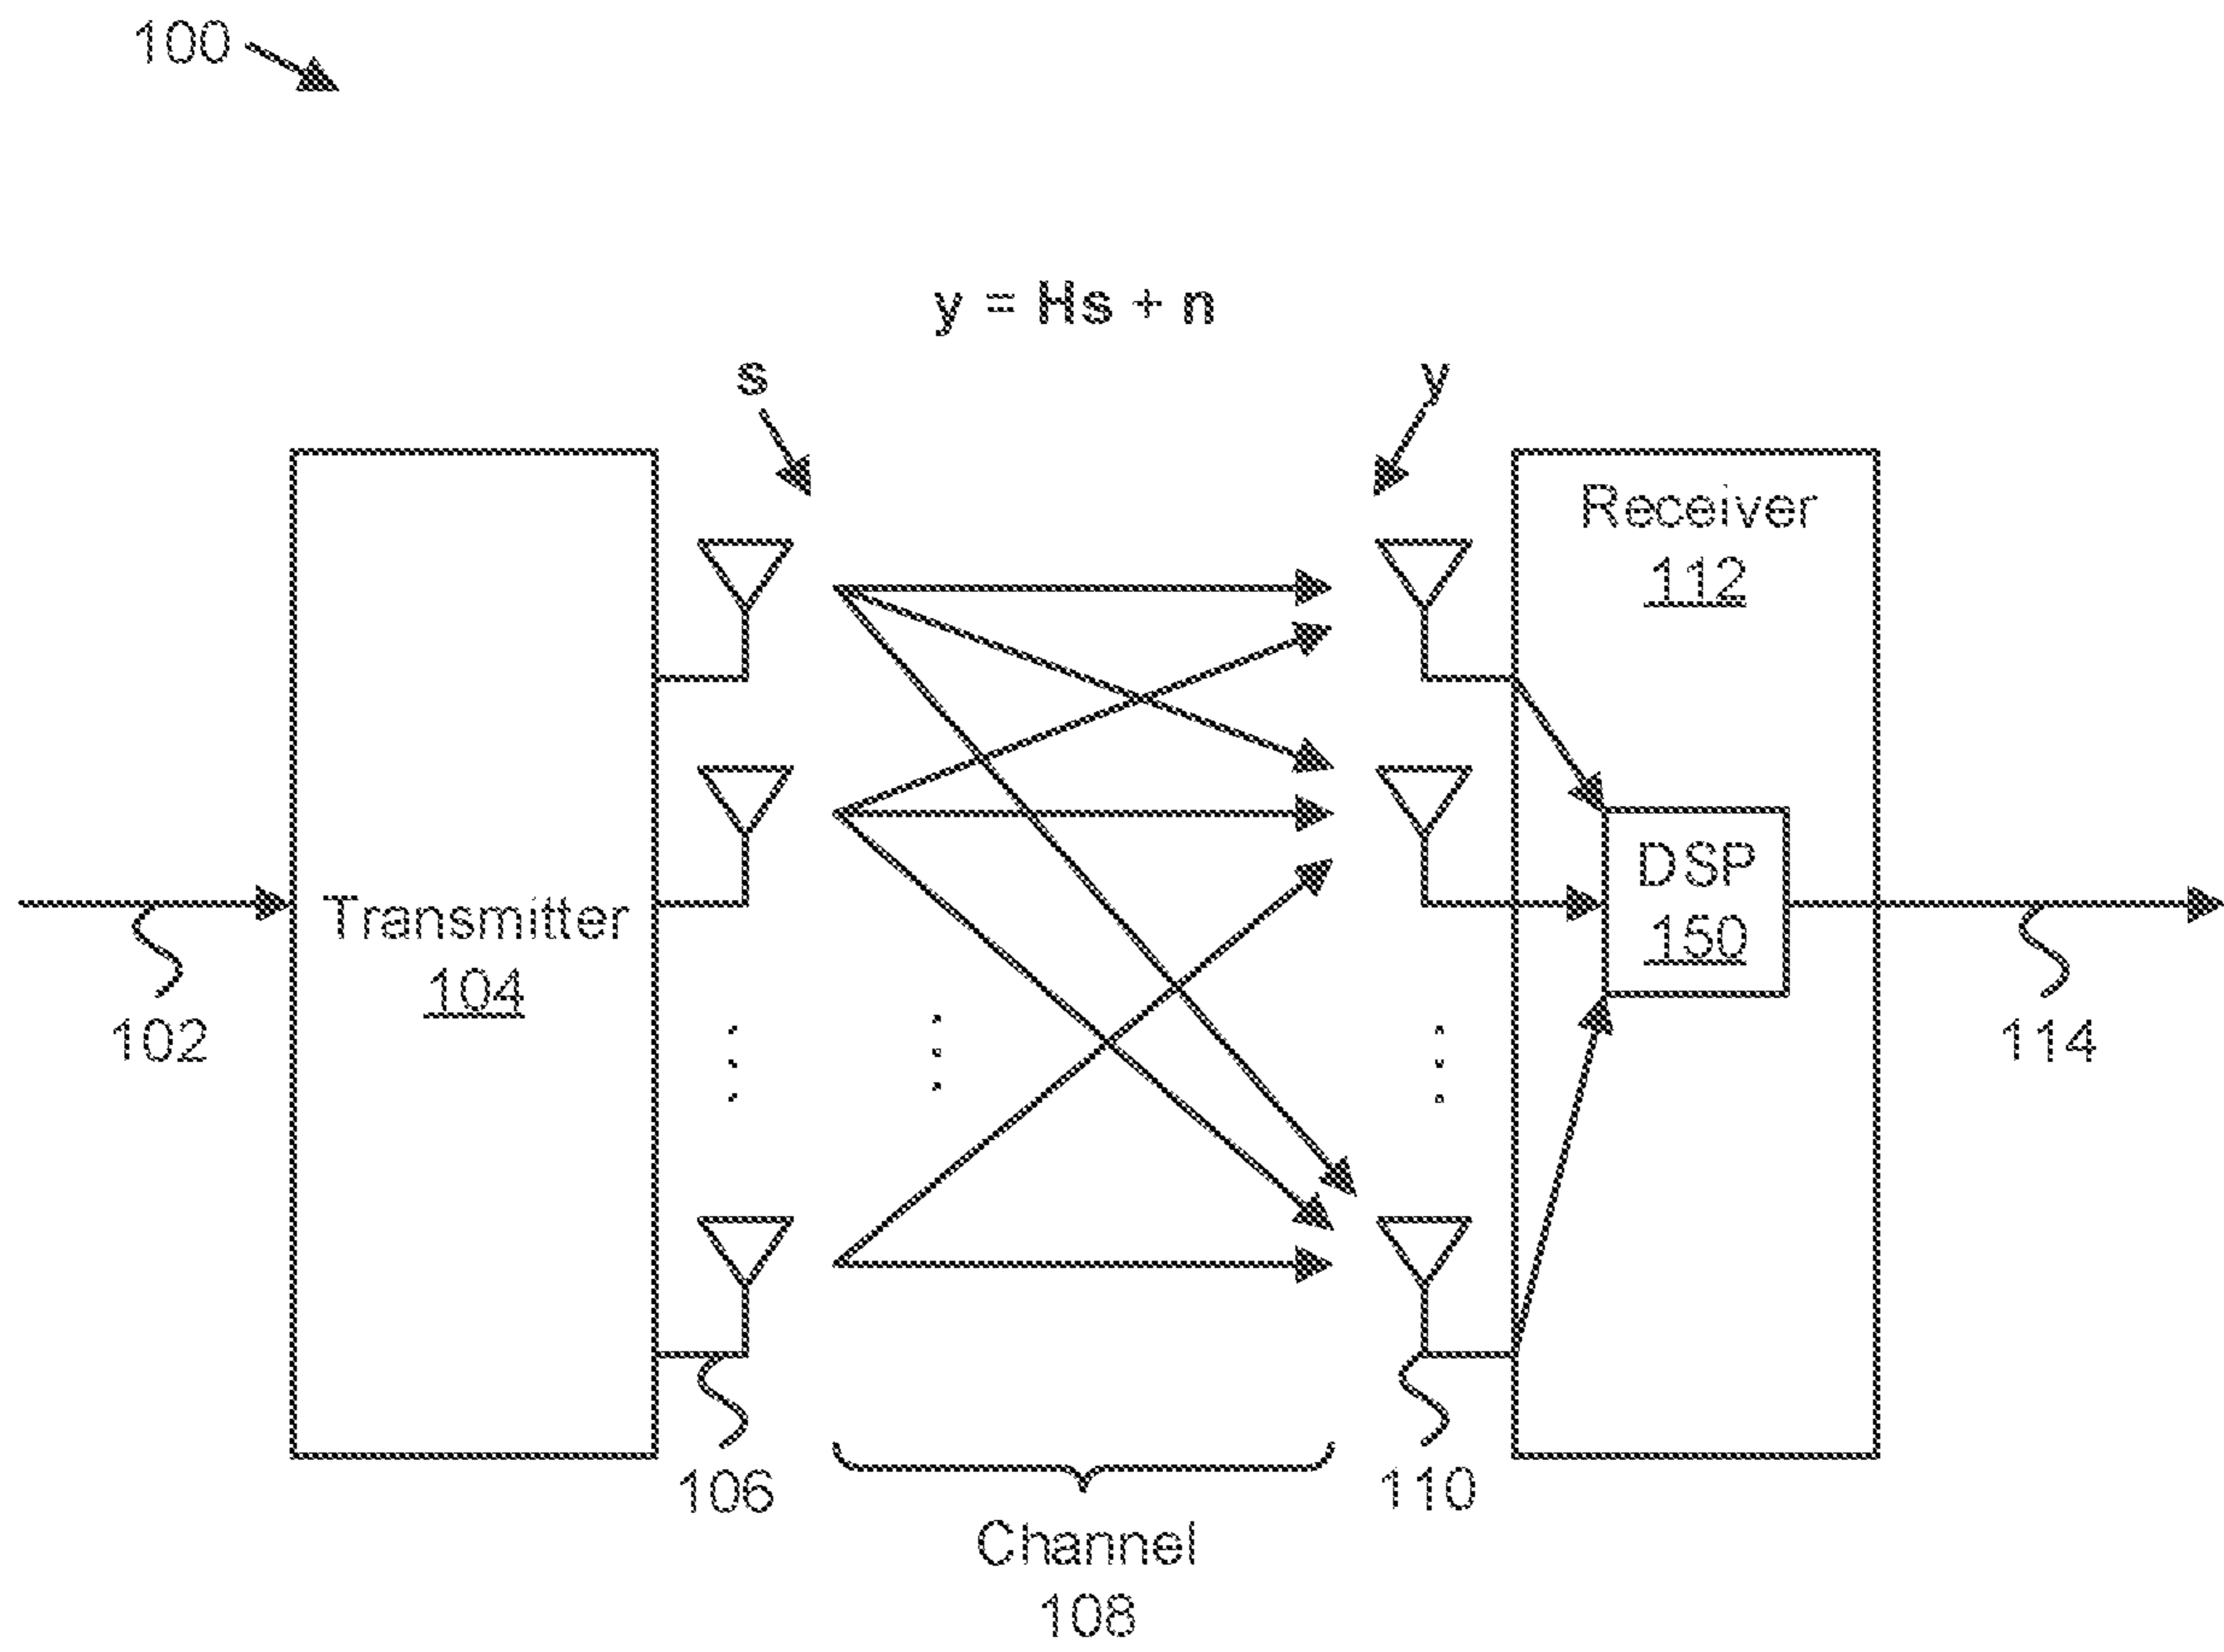 100
y = Hs + n
s
y
Receiver
112
DSP
150
Transmitter
104
102
114
106
110
Channel
108